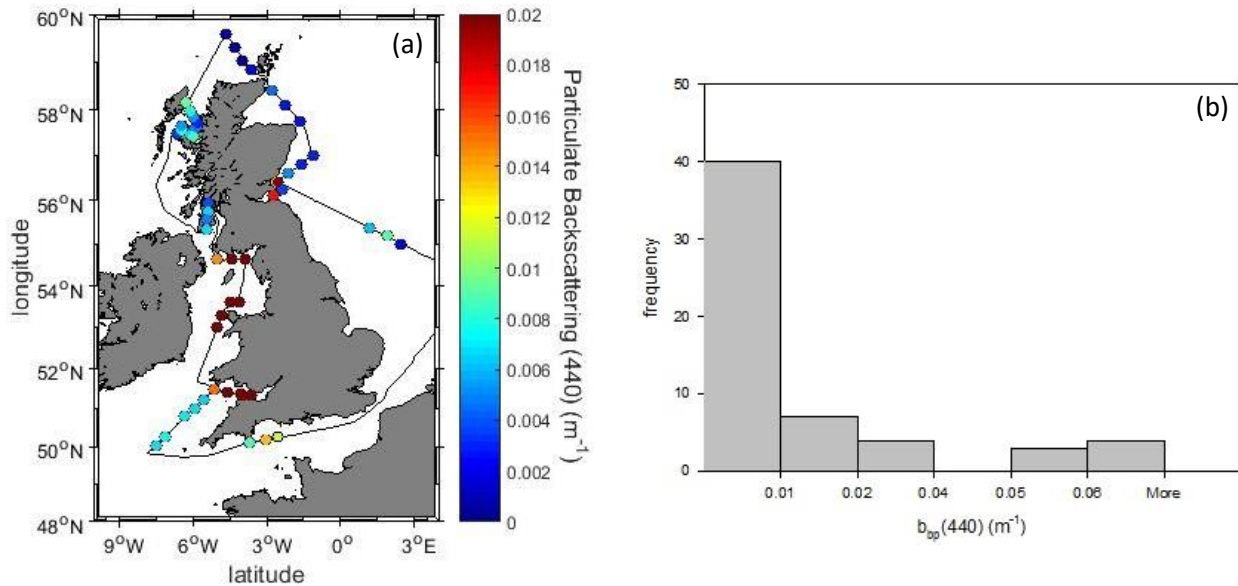 (a)
60°N
58°N
56°N
54°N
52°N
50°N
48°N
longitude
9°W 6°W 3°W 0° 3°E
latitude
0.02
0.018
0.016
0.014
0.012
0.01
0.008
0.006
0.004
0.002
0
Particulate Backscattering (440) (m⁻¹)
(b)
50
40
30
20
10
0
frequency
0.01 0.02 0.04 0.05 0.06 More
b_bp(440) (m⁻¹)